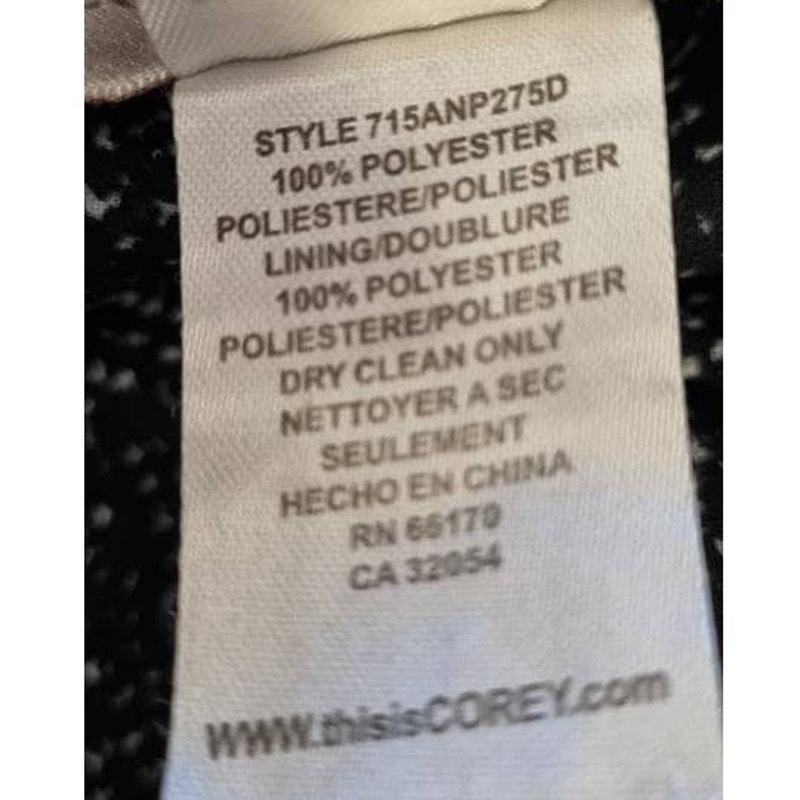 STYLE 715ANP275D
100% POLYESTER
POLIESTERE/POLIESTER
LINING/DOUBLURE
100% POLYESTER
POLIESTERE/POLIESTER
DRY CLEAN ONLY
NETTOYER A SEC
SEULEMENT
HECHO EN CHINA
RN 66170
CA 32054
WWW.thisisCOREY.com